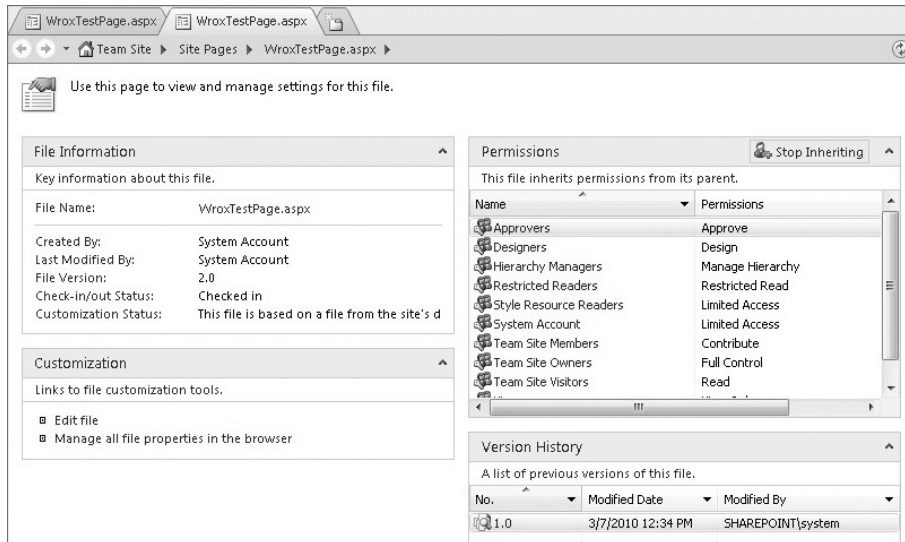 WroxTestPage.aspx WroxTestPage.aspx
Team Site Site Pages WroxTestPage.aspx
Use this page to view and manage settings for this file.
File Information
Key information about this file.
File Name: WroxTestPage.aspx
Created By: System Account
Last Modified By: System Account
File Version: 2.0
Check-in/out Status: Checked in
Customization Status: This file is based on a file from the site's d
Customization
Links to file customization tools.
Edit file
Manage all file properties in the browser
Permissions Stop Inheriting
This file inherits permissions from its parent.
Name Permissions
Approvers Approve
Designers Design
Hierarchy Managers Manage Hierarchy
Restricted Readers Restricted Read
Style Resource Readers Limited Access
System Account Limited Access
Team Site Members Contribute
Team Site Owners Full Control
Team Site Visitors Read
Version History
A list of previous versions of this file.
No. Modified Date Modified By
1.0 3/7/2010 12:34 PM SHAREPOINT\system